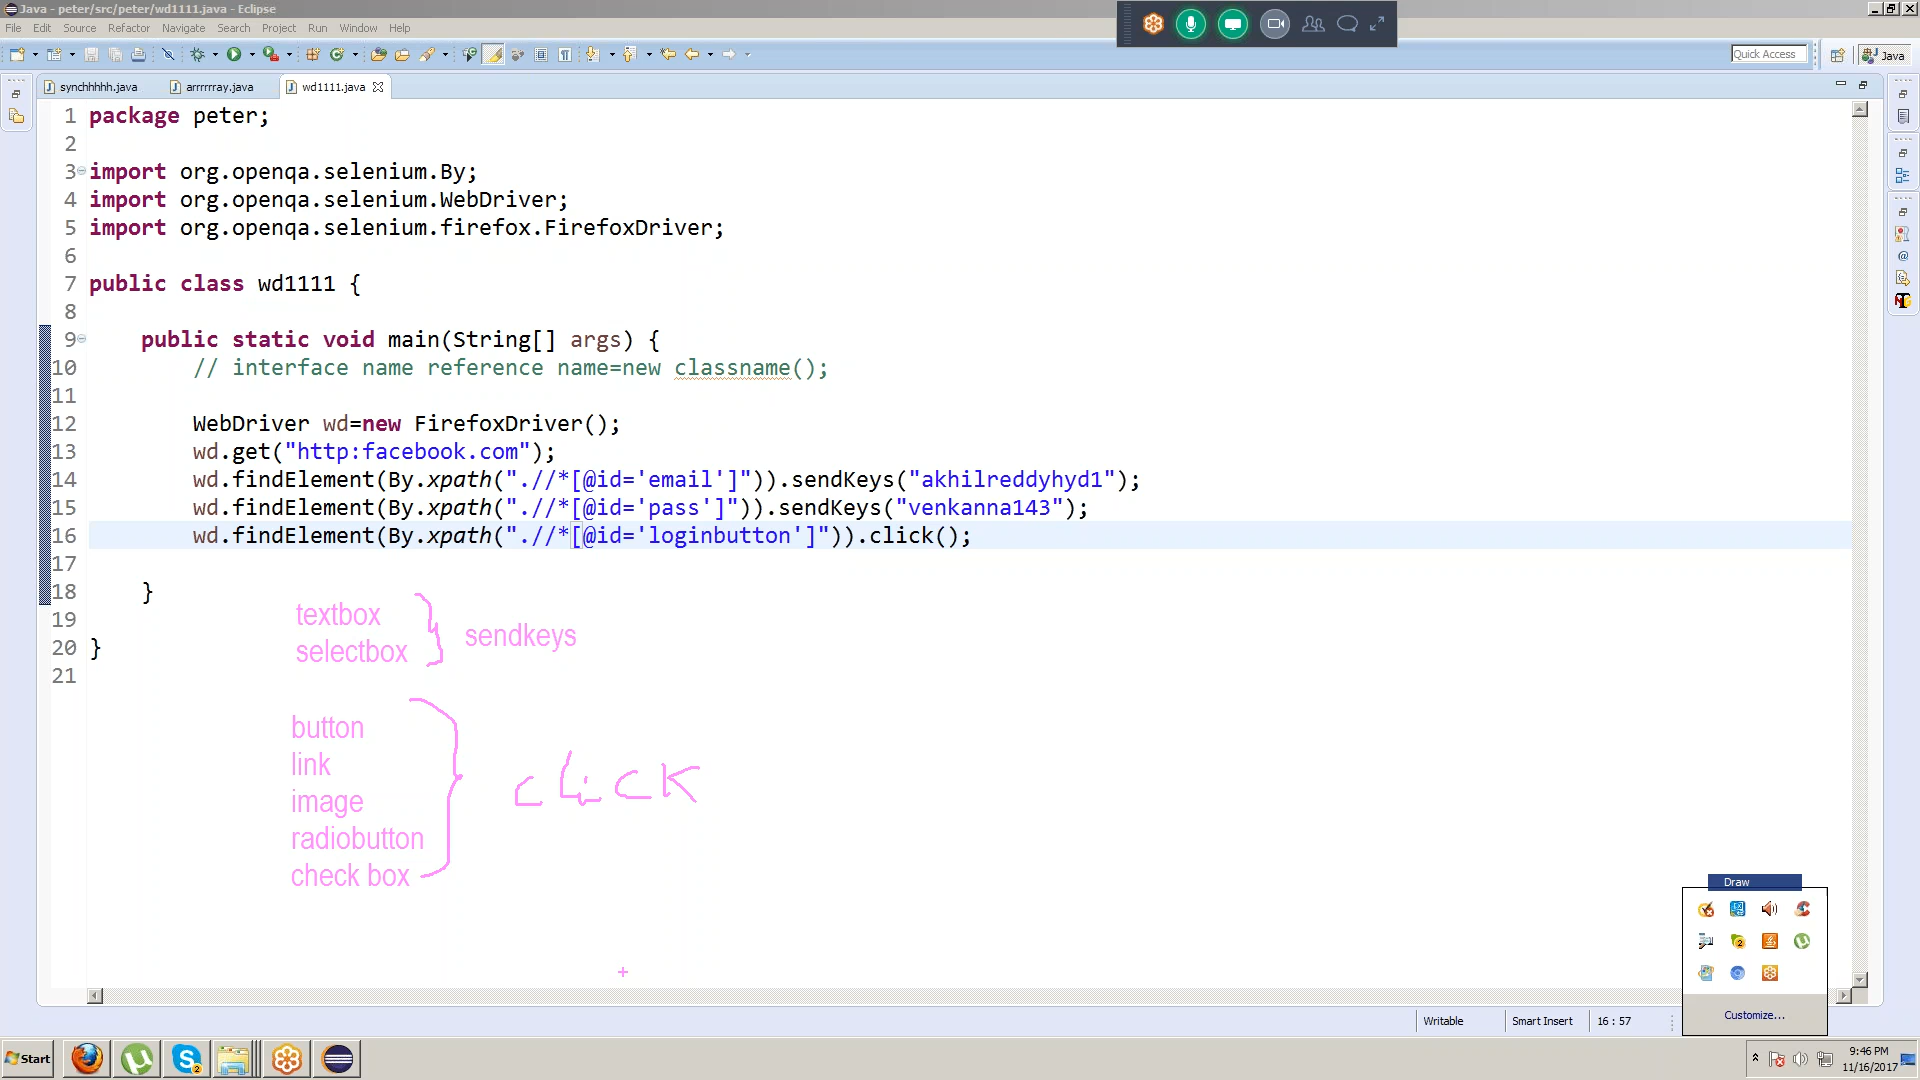 Java - peter/src/peter/wd1111.java - Eclipse
File Edit Source Refactor Navigate Search Project Run Window Help
Quick Access
Java
synchhhhh.java
arrrrrray.java
wd1111.java
1 package peter;
2
3 import org.openqa.selenium.By;
4 import org.openqa.selenium.WebDriver;
5 import org.openqa.selenium.firefox.FirefoxDriver;
6
7 public class wd1111 {
8
9 public static void main(String[] args) {
10 // interface name reference name=new classname();
11
12 WebDriver wd=new FirefoxDriver();
13 wd.get("http:facebook.com");
14 wd.findElement(By.xpath(".//*[@id='email']")).sendKeys("akhilreddyhyd1");
15 wd.findElement(By.xpath(".//*[@id='pass']")).sendKeys("venkanna143");
16 wd.findElement(By.xpath(".//*[@id='loginbutton']")).click();
17
18 }
19
20 }
21
textbox
selectbox
sendkeys
button
link
image
radiobutton
check box
click
Draw
Customize...
Writable
Smart Insert
16 : 57
Start
9:46 PM
11/16/2017